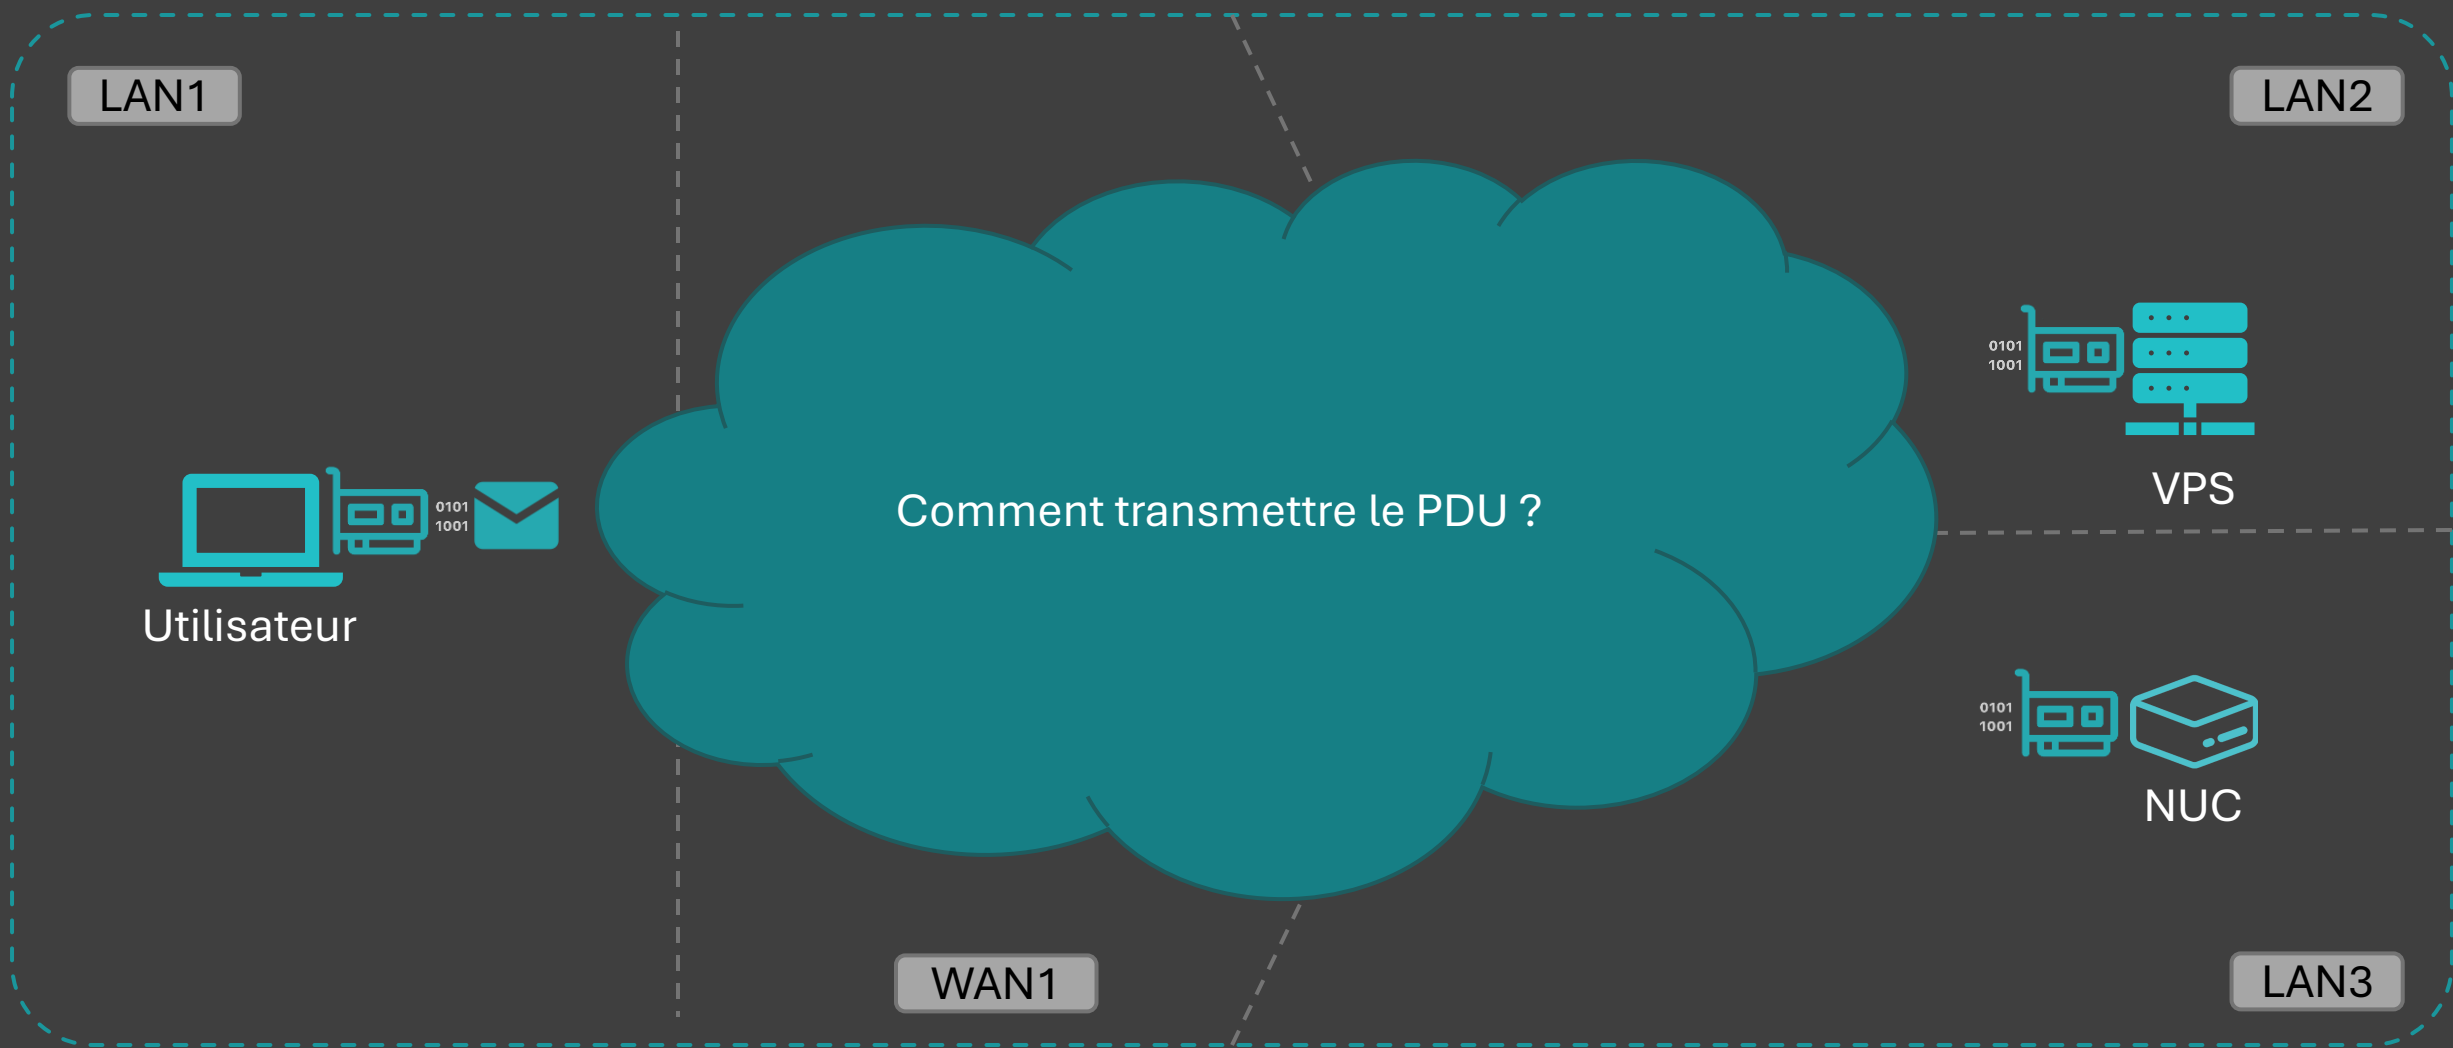 LAN1
LAN2
0101
1001
VPS
0101
1001
Comment transmettre le PDU ?
Utilisateur
0101
1001
NUC
WAN1
LAN3